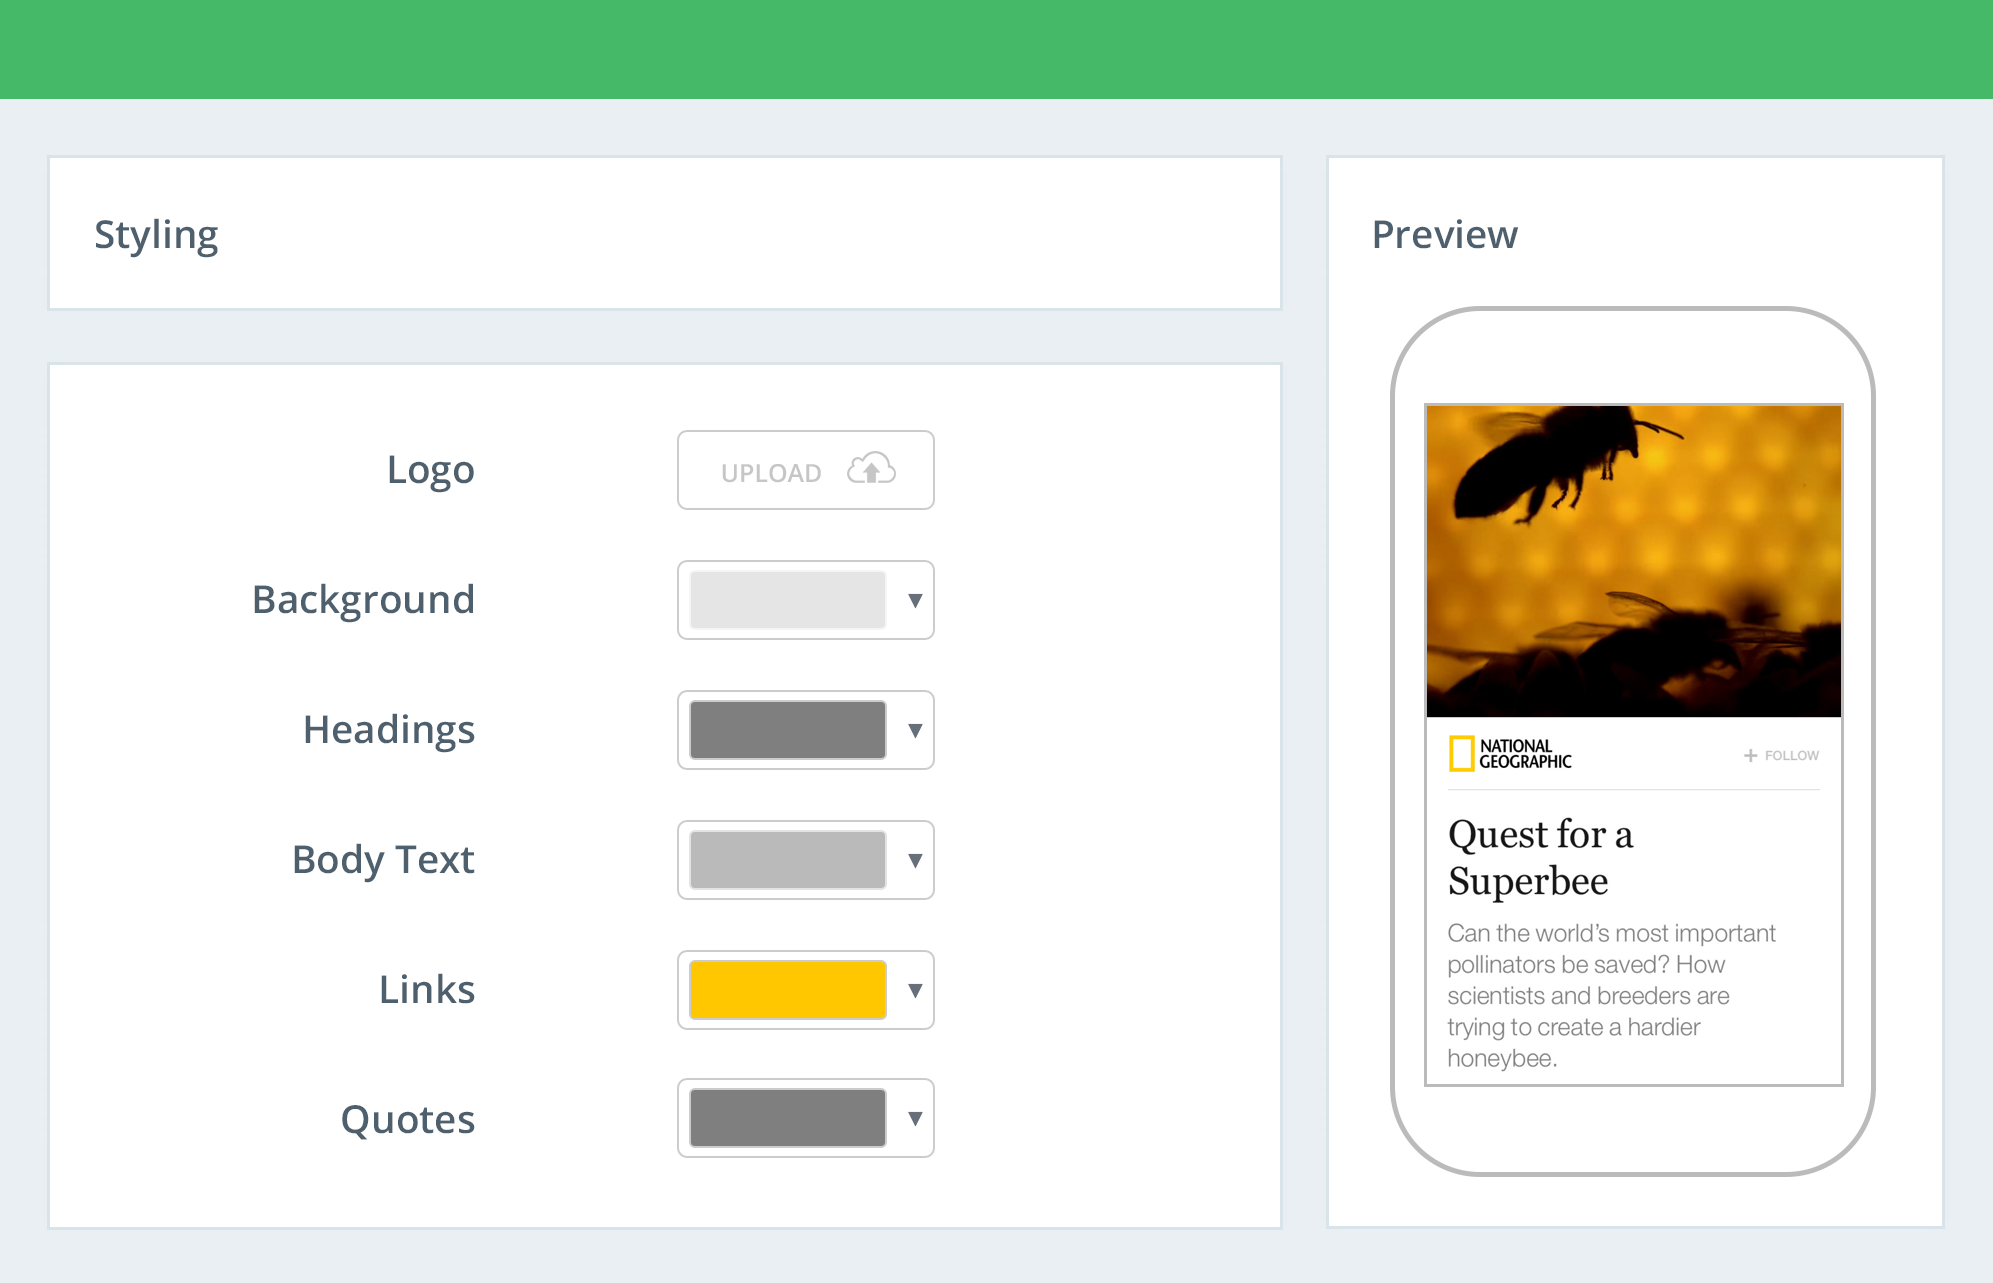 Styling
Logo
UPLOAD
Background
Headings
Body Text
Links
Quotes
Preview
NATIONAL
GEOGRAPHIC
+ FOLLOW
Quest for a
Superbee
Can the world’s most important
pollinators be saved? How
scientists and breeders are
trying to create a hardier
honeybee.